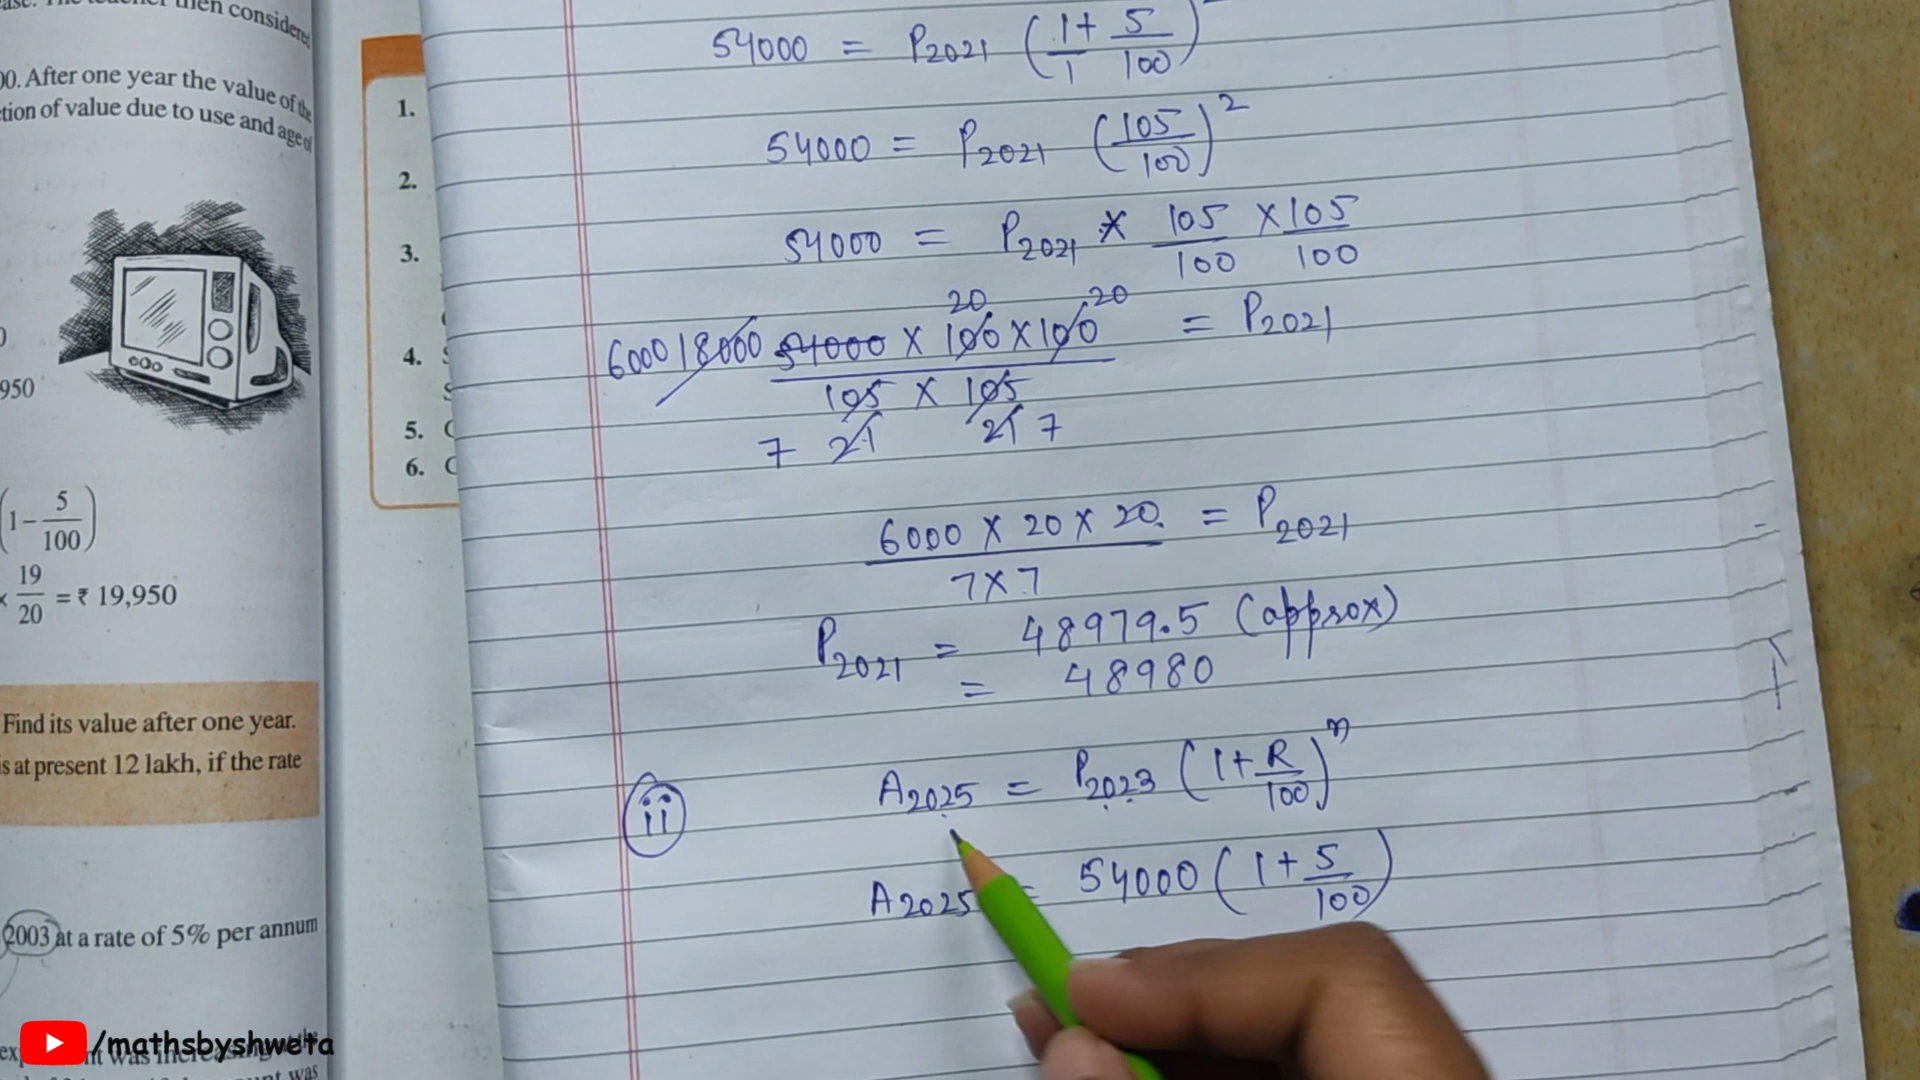 then considered
00. After one year the value of the
tion of value due to use and age of
950
(1 - 5/100)
× 19/20 = ₹ 19,950
Find its value after one year.
is at present 12 lakh, if the rate
2003 at a rate of 5% per annum
was
1.
2.
3.
4. S
S
5. C
6. C
54000 = P2021 (1/1 + 5/100)
54000 = P2021 (105/100)^2
54000 = P2021 × 105/100 × 105/100
20 20
6000 18000 54000 × 100 × 100 = P2021
105 × 105
7 21 21 7
6000 × 20 × 20 = P2021
7 × 7
P2021 = 48979.5 (approx)
= 48980
ii A2025 = P2023 (1 + R/100)^n
A2025 = 54000 (1 + 5/100)
/mathsbyshweta